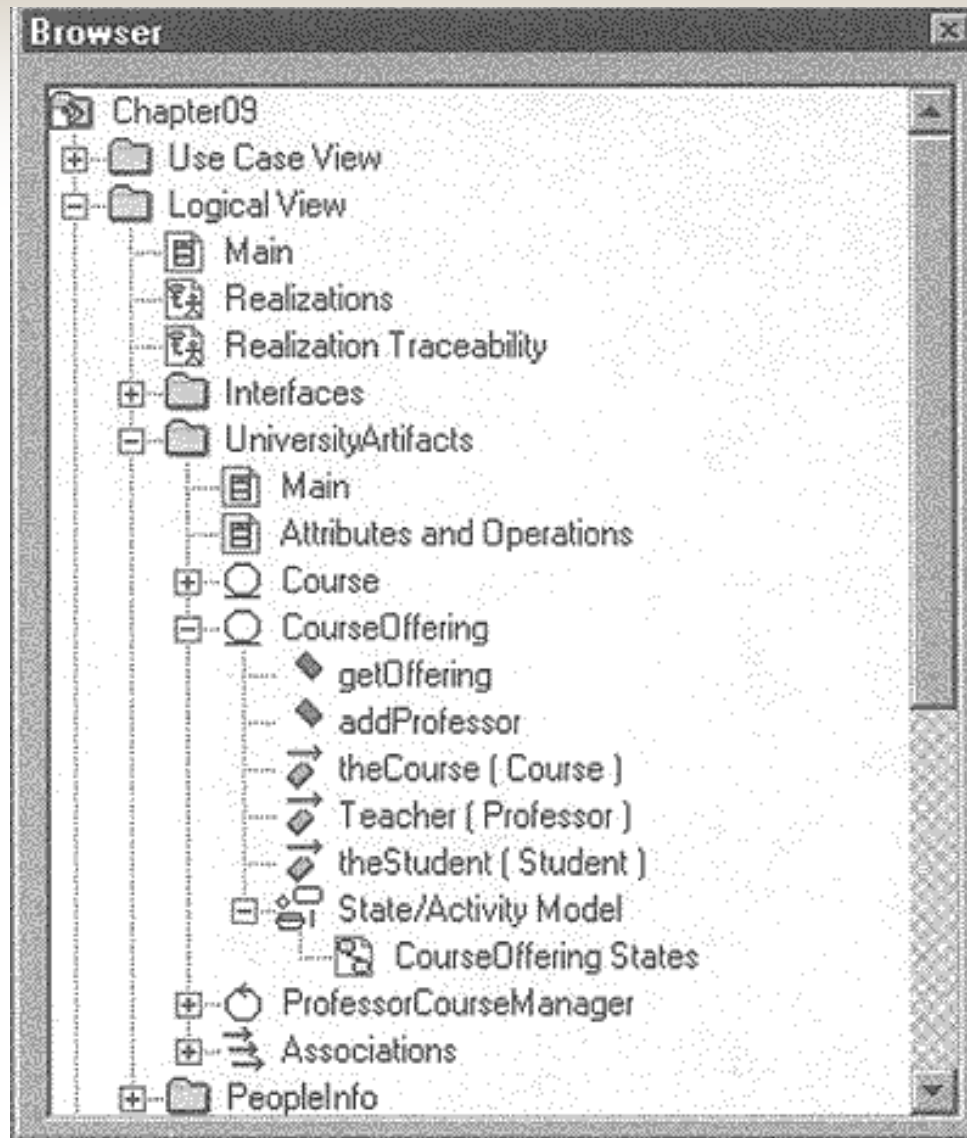 Browser
Chapter09
Use Case View
Logical View
Main
Realizations
Realization Traceability
Interfaces
UniversityArtifacts
Main
Attributes and Operations
Course
CourseOffering
getOffering
addProfessor
theCourse ( Course )
Teacher ( Professor )
theStudent ( Student )
State/Activity Model
CourseOffering States
ProfessorCourseManager
Associations
PeopleInfo